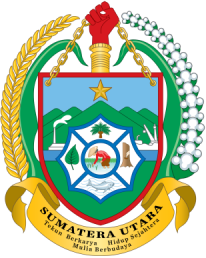 SUMATERA UTARA
Tekun Berkarya Hidup Sejahtera
Mulia Berbudaya